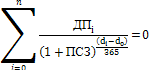 n
∑ ДПᵢ / (1 + ПСЗ)^((dᵢ-d₀)/365) =0
i=0